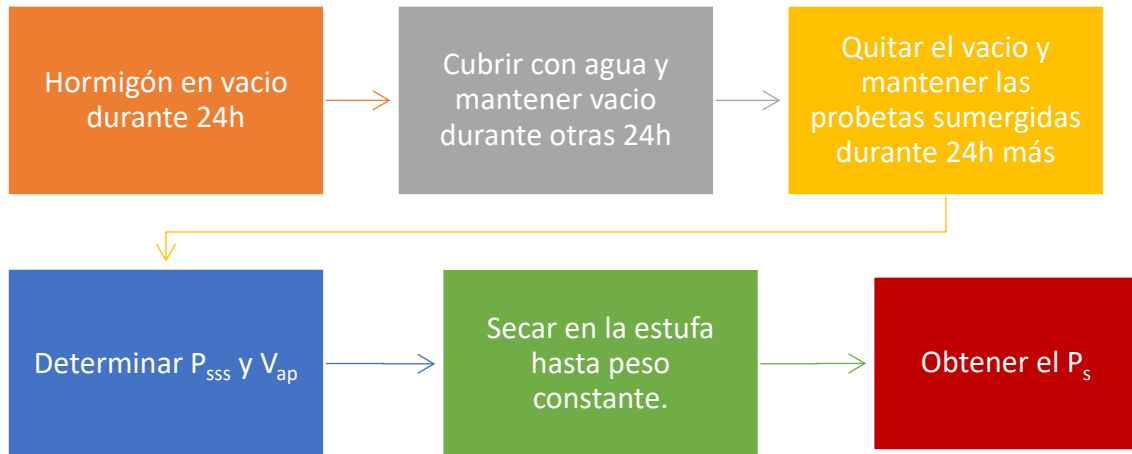 Hormigón en vacio
durante 24h
Cubrir con agua y
mantener vacio
durante otras 24h
Quitar el vacio y
mantener las
probetas sumergidas
durante 24h más
Determinar Psss y Vap
Secar en la estufa
hasta peso
constante.
Obtener el Ps